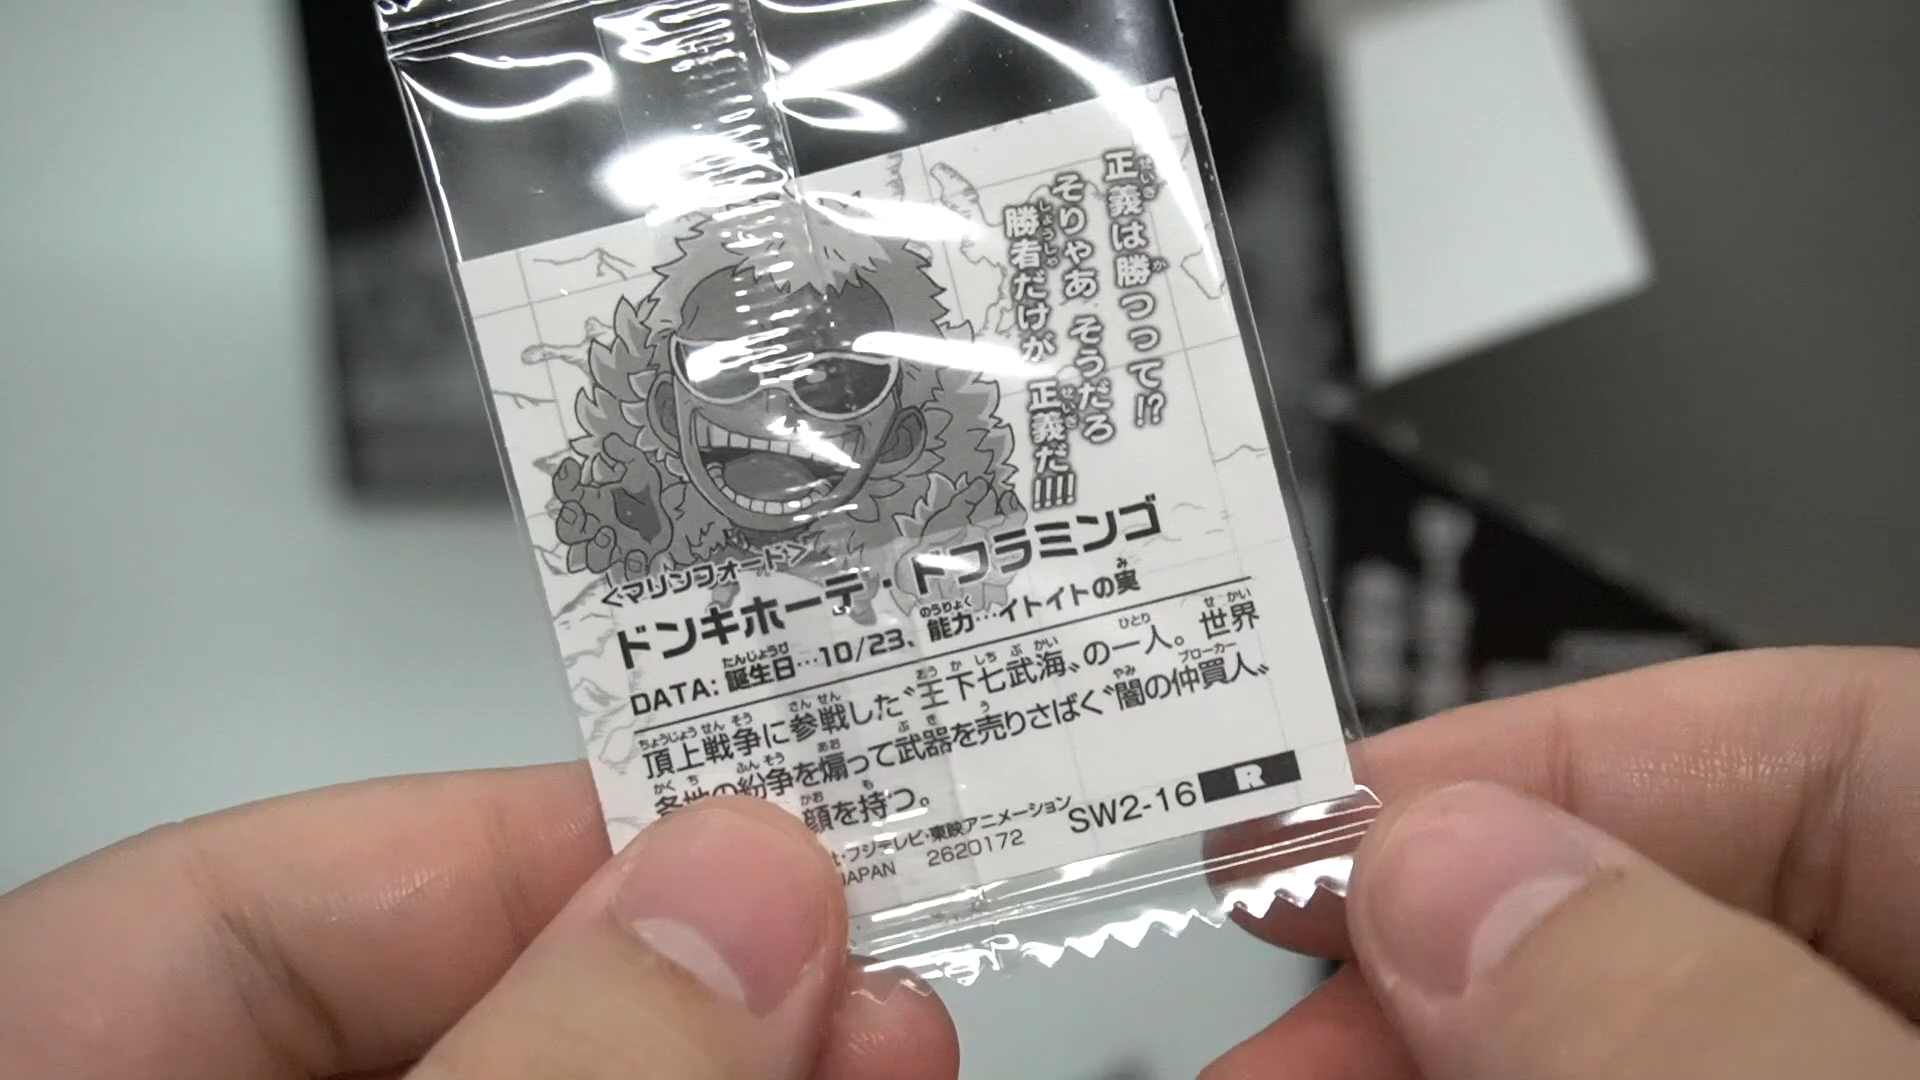 正義は勝つって!?
そりゃあ そうだろ
勝者だけが 正義だ!!!!
<マリンフォード>
ドンキホーテ・ドフラミンゴ
DATA: 誕生日…10/23、能力…イトイトの実
頂上戦争に参戦した〝王下七武海〟の一人。世界
各地の紛争を煽って武器を売りさばく〝闇の仲買人〟
顔を持つ。
・フジテレビ・東映アニメーション
JAPAN 2620172
SW2-16 R